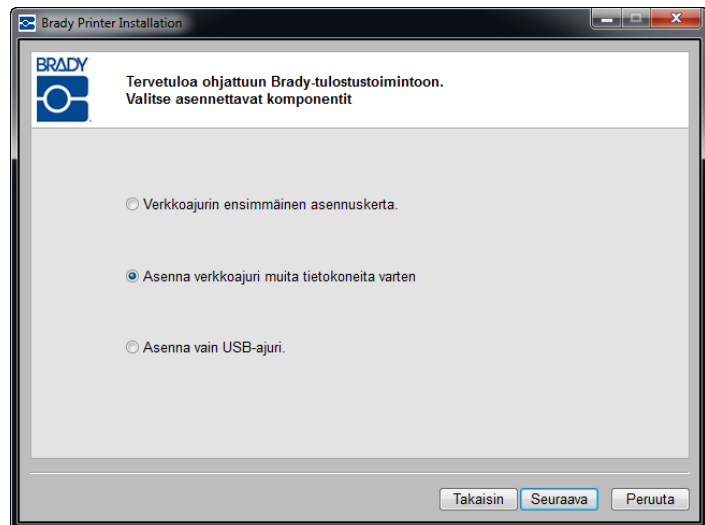 Brady Printer Installation
BRADY
Tervetuloa ohjattuun Brady-tulostustoimintoon.
Valitse asennettavat komponentit
Verkkoajurin ensimmäinen asennuskerta.
Asenna verkkoajuri muita tietokoneita varten
Asenna vain USB-ajuri.
Takaisin
Seuraava
Peruuta